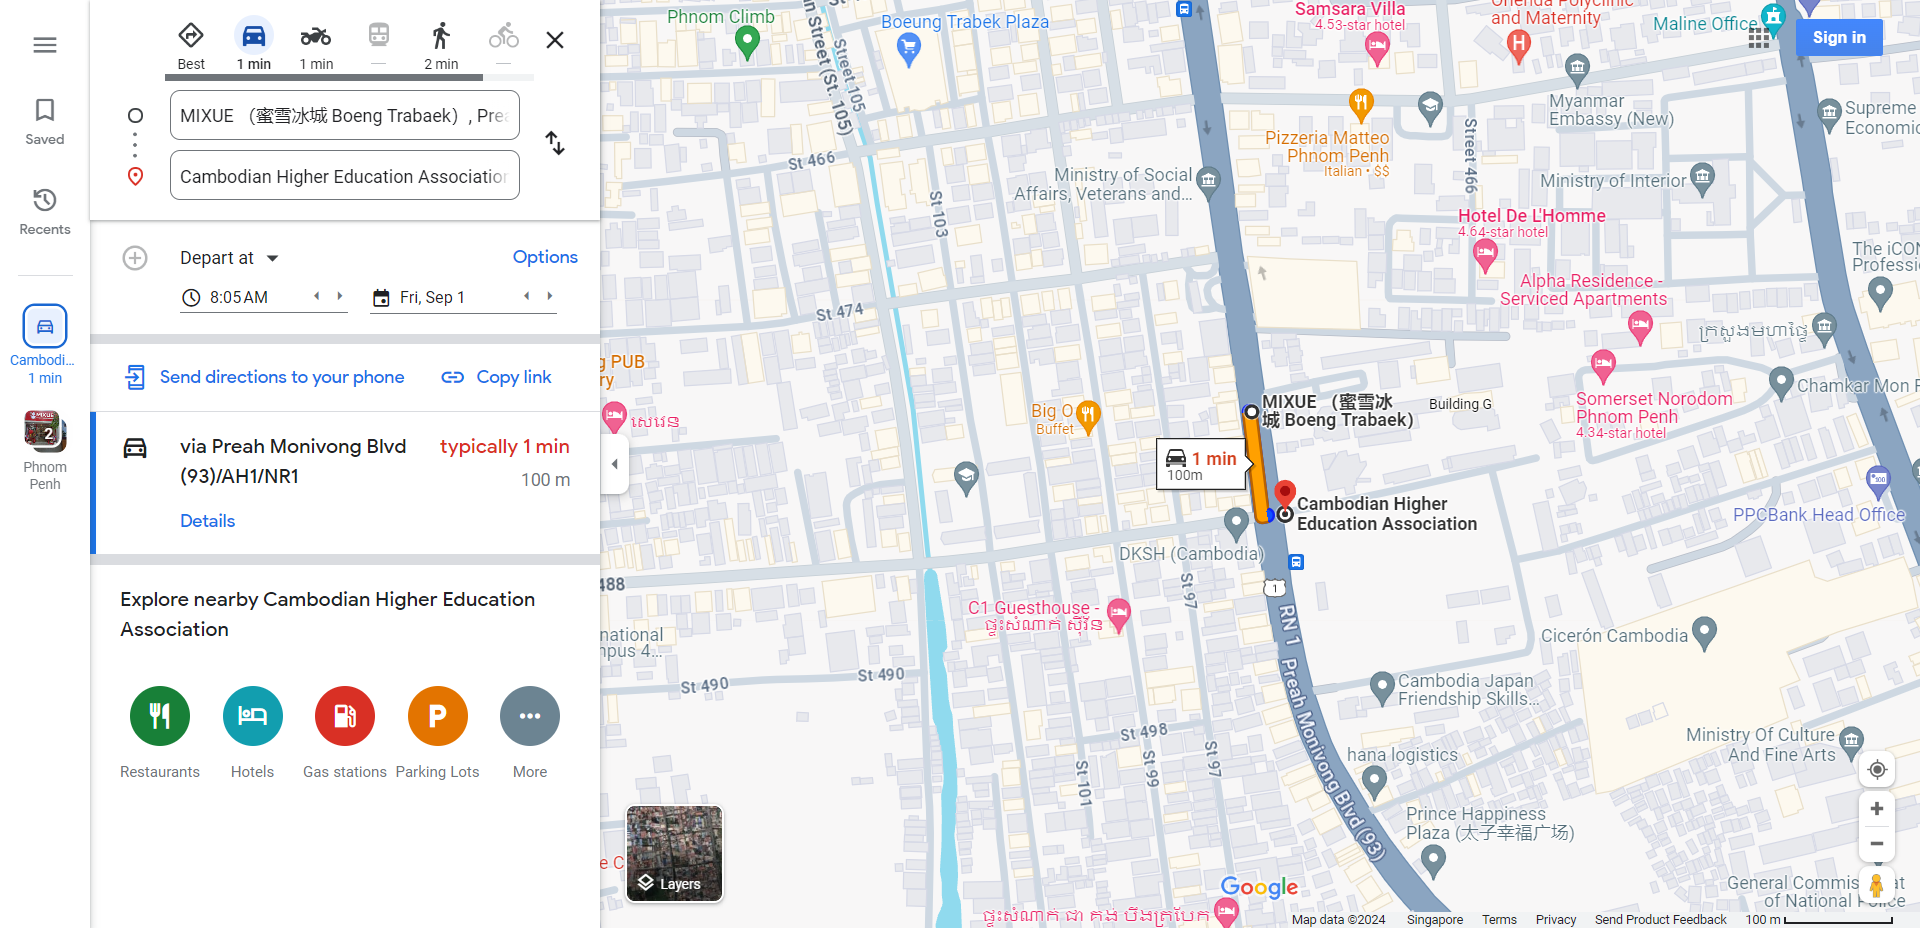 Saved
Recents
Cambodi...
1 min
2
Phnom
Penh
Best
1 min
1 min
—
2 min
—
MIXUE （蜜雪冰城 Boeng Trabaek）, Prea
Cambodian Higher Education Association
Depart at
Options
8:05 AM
Fri, Sep 1
Send directions to your phone
Copy link
via Preah Monivong Blvd
(93)/AH1/NR1
typically 1 min
100 m
Details
Explore nearby Cambodian Higher Education
Association
Restaurants
Hotels
Gas stations
Parking Lots
More
Layers
Phnom Climb
Boeung Trabek Plaza
Samsara Villa
4.53-star hotel
and Maternity
Maline Office
Sign in
Street 105
Street (St. 105)
Pizzeria Matteo
Phnom Penh
Italian • $$
Myanmar
Embassy (New)
Supreme
Economic
St 466
Street 466
Ministry of Social
Affairs, Veterans and...
Ministry of Interior
St 103
Hotel De L'Homme
4.64-star hotel
The iCON
Professi
Alpha Residence -
Serviced Apartments
St 474
ក្រសួងមហាផ្ទៃ
PUB
សេវេន
Big O
Buffet
MIXUE （蜜雪冰
城 Boeng Trabaek）
Building G
Somerset Norodom
Phnom Penh
4.34-star hotel
Chamkar Mon
1 min
100m
Cambodian Higher
Education Association
DKSH (Cambodia)
PPCBank Head Office
488
St 97
1
C1 Guesthouse -
ផ្ទះសំណាក់ ស៊ីវ័ន
RN 1
Preah Monivong Blvd (93)
Cicerón Cambodia
national
St 490
St 490
Cambodia Japan
Friendship Skills...
St 498
St 97
St 99
St 101
hana logistics
Ministry Of Culture
And Fine Arts
Prince Happiness
Plaza (太子幸福广场)
General Commis
of National
Google
ផ្ទះសំណាក់ ជា គង់ បឹងត្របែក
Map data ©2024
Singapore
Terms
Privacy
Send Product Feedback
100 m